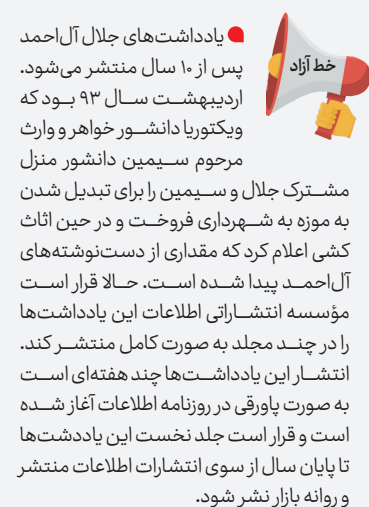 خط آزاد
یادداشت‌های جلال آل‌احمد
پس از ۱۰ سال منتشر می‌شود.
اردیبهشت سال ۹۳ بود که
ویکتوریا دانشور خواهر و وارث
مرحوم سیمین دانشور منزل
مشترک جلال و سیمین را برای تبدیل شدن
به موزه به شهرداری فروخت و در حین اثاث
کشی اعلام کرد که مقداری از دست‌نوشته‌های
آل‌احمد پیدا شده است. حالا قرار است
مؤسسه انتشاراتی اطلاعات این یادداشت‌ها
را در چند مجلد به صورت کامل منتشر کند.
انتشار این یادداشت‌ها چند هفته‌ای است
به صورت پاورقی در روزنامه اطلاعات آغاز شده
است و قرار است جلد نخست این یاددشت‌ها
تا پایان سال از سوی انتشارات اطلاعات منتشر
و روانه بازار نشر شود.